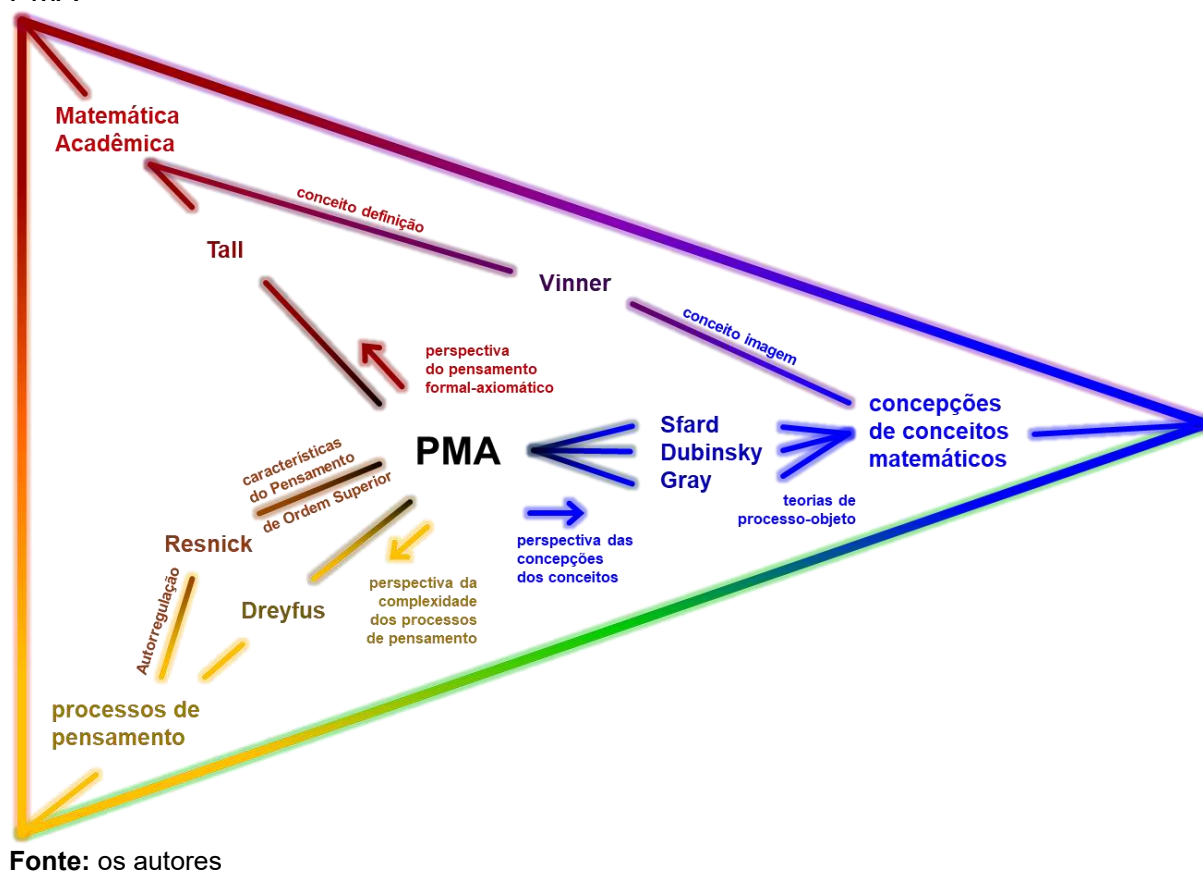 Matemática
Acadêmica
conceito definição
Tall
Vinner
conceito imagem
perspectiva
do pensamento
formal-axiomático
concepções
de conceitos
matemáticos
Sfard
Dubinsky
Gray
PMA
teorias de
processo-objeto
características
do Pensamento
de Ordem Superior
perspectiva das
concepções
dos conceitos
Resnick
perspectiva da
complexidade
dos processos
de pensamento
Dreyfus
Autorregulação
processos de
pensamento
Fonte: os autores